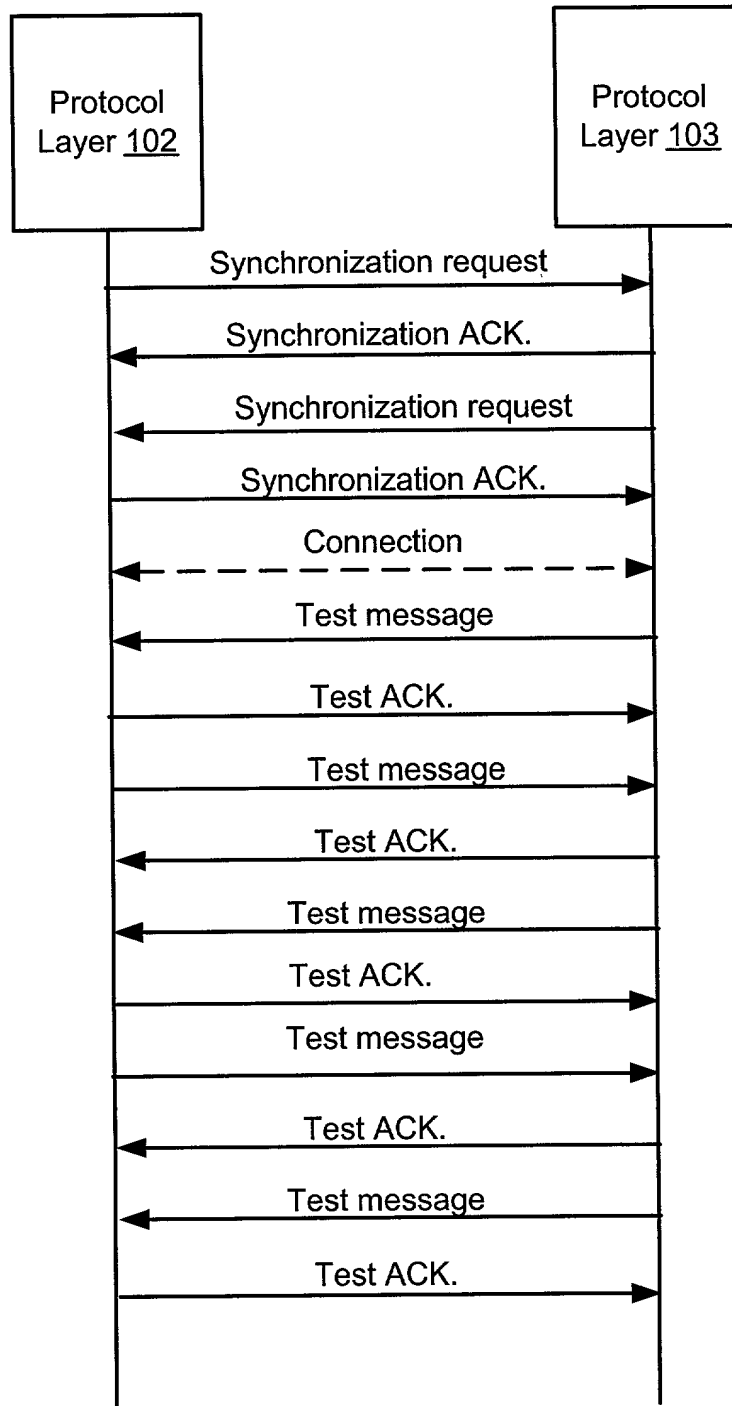 Protocol
Layer 102
Protocol
Layer 103
Synchronization request
Synchronization ACK.
Synchronization request
Synchronization ACK.
Connection
Test message
Test ACK.
Test message
Test ACK.
Test message
Test ACK.
Test message
Test ACK.
Test message
Test ACK.